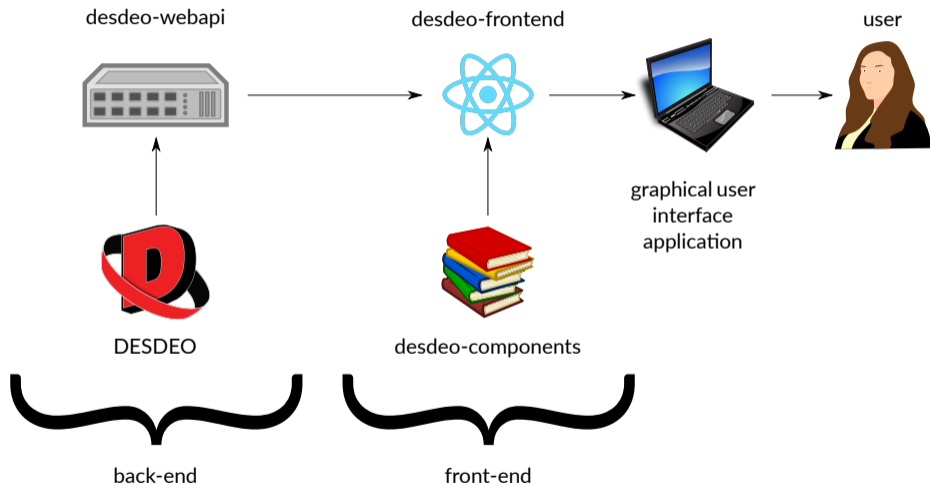 desdeo-webapi
desdeo-frontend
user
graphical user
interface
application
D
DESDEO
desdeo-components
back-end
front-end